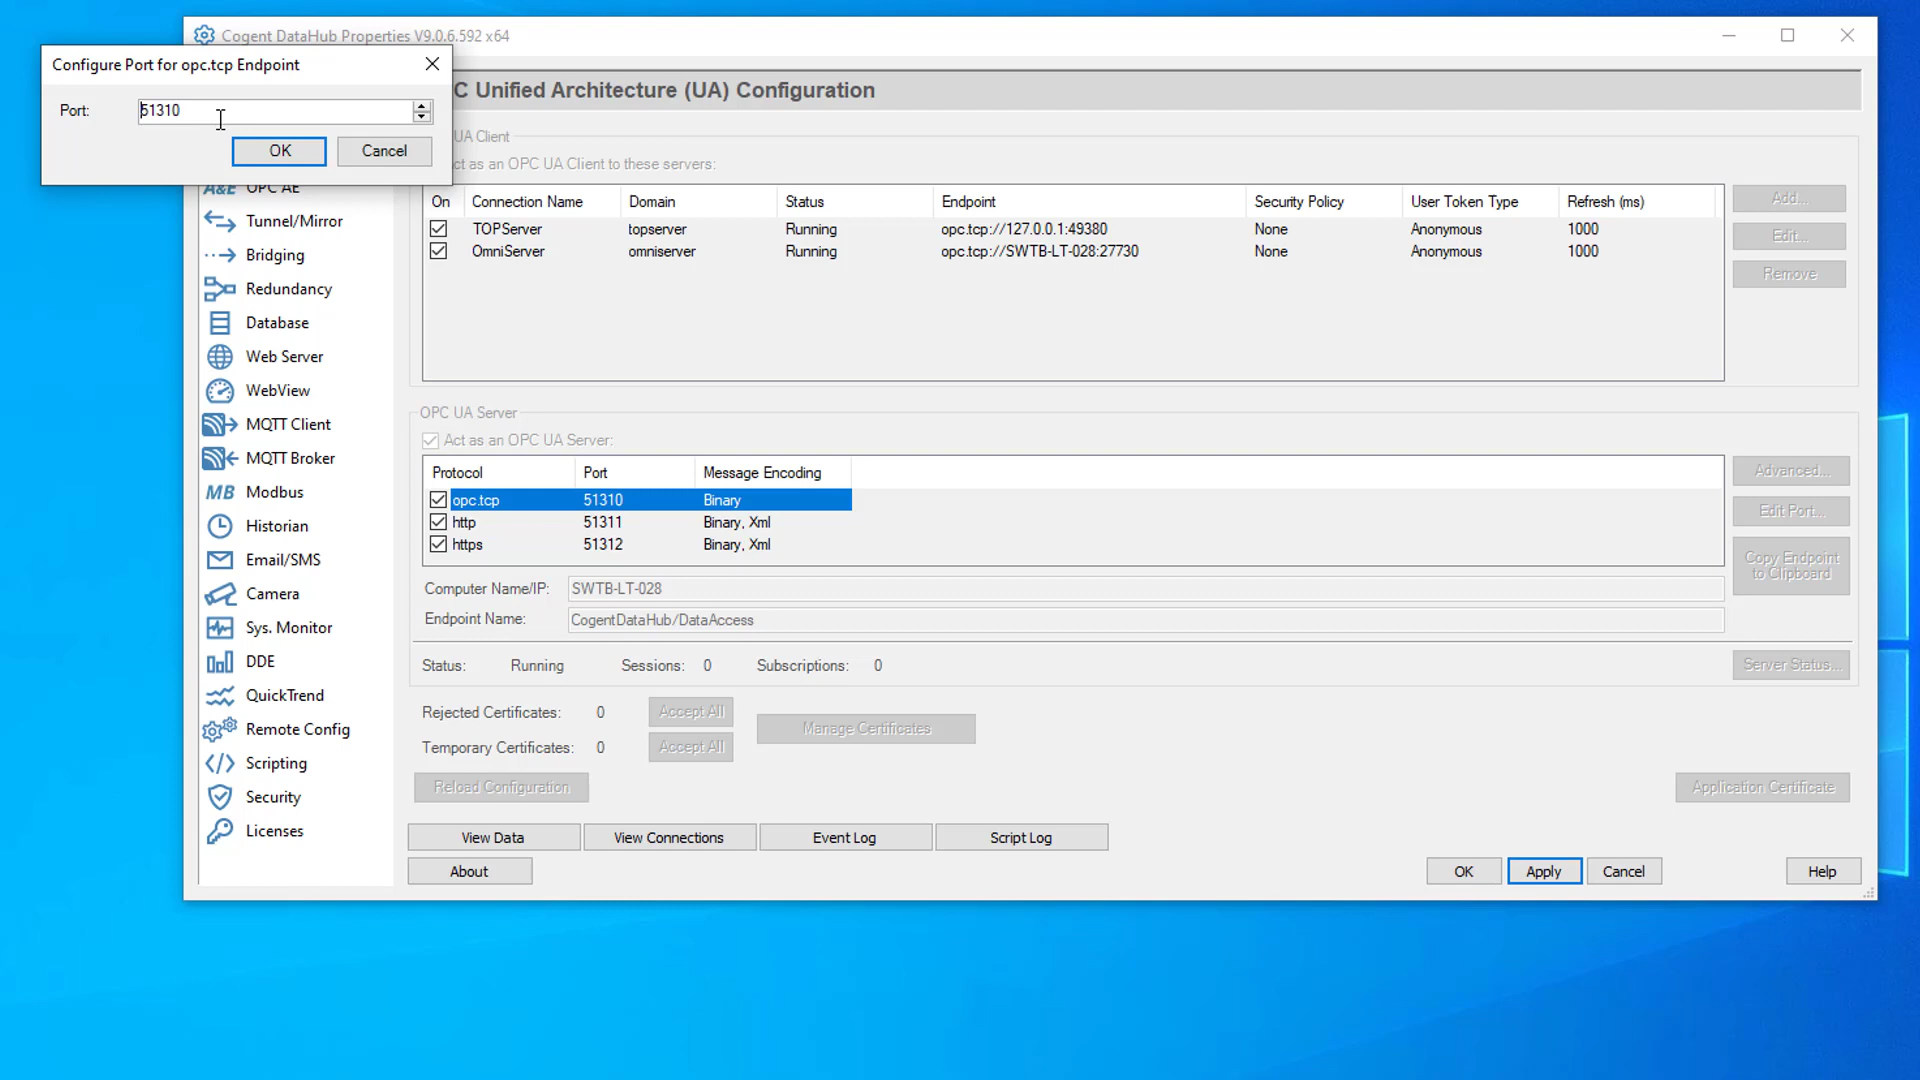 Cogent DataHub Properties V9.0.6.592 x64
Configure Port for opc.tcp Endpoint
Port: 51310
OK Cancel
C Unified Architecture (UA) Configuration
UA Client
ct as an OPC UA Client to these servers:
On Connection Name Domain Status Endpoint Security Policy User Token Type Refresh (ms)
TOPServer topserver Running opc.tcp://127.0.0.1:49380 None Anonymous 1000
OmniServer omniserver Running opc.tcp://SWTB-LT-028:27730 None Anonymous 1000
Add...
Edit...
Remove
A&E OPC AE
Tunnel/Mirror
Bridging
Redundancy
Database
Web Server
WebView
MQTT Client
MQTT Broker
MB Modbus
Historian
Email/SMS
Camera
Sys. Monitor
DDE
QuickTrend
Remote Config
Scripting
Security
Licenses
OPC UA Server
Act as an OPC UA Server:
Protocol Port Message Encoding
opc.tcp 51310 Binary
http 51311 Binary, Xml
https 51312 Binary, Xml
Advanced...
Edit Port...
Copy Endpoint
to Clipboard
Computer Name/IP: SWTB-LT-028
Endpoint Name: CogentDataHub/DataAccess
Status: Running Sessions: 0 Subscriptions: 0 Server Status...
Rejected Certificates: 0 Accept All
Manage Certificates
Temporary Certificates: 0 Accept All
Reload Configuration Application Certificate
View Data View Connections Event Log Script Log
About OK Apply Cancel Help